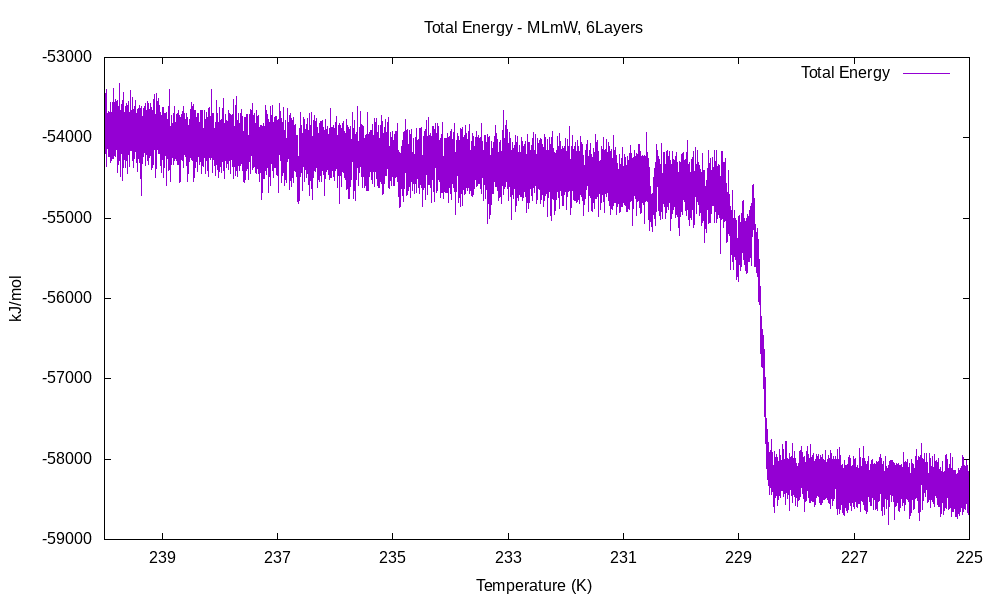 Total Energy - MLmW, 6Layers
Total Energy
-53000
-54000
-55000
-56000
-57000
-58000
-59000
kJ/mol
239 237 235 233 231 229 227 225
Temperature (K)